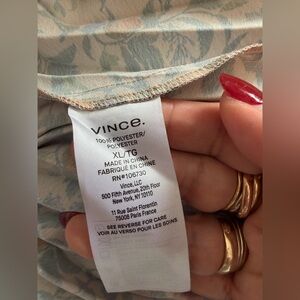 VINCE.
100% POLYESTER/
POLYESTER
XL/TG
MADE IN CHINA
FABRIQUÉ EN CHINE
RN#106730
Vince, LLC
500 Fifth Avenue, 20th Floor
New York, NY 10110
11 Rue Saint Florentin
75008 Paris France
SEE REVERSE FOR CARE
VOIR AU VERSO POUR LES SOINS